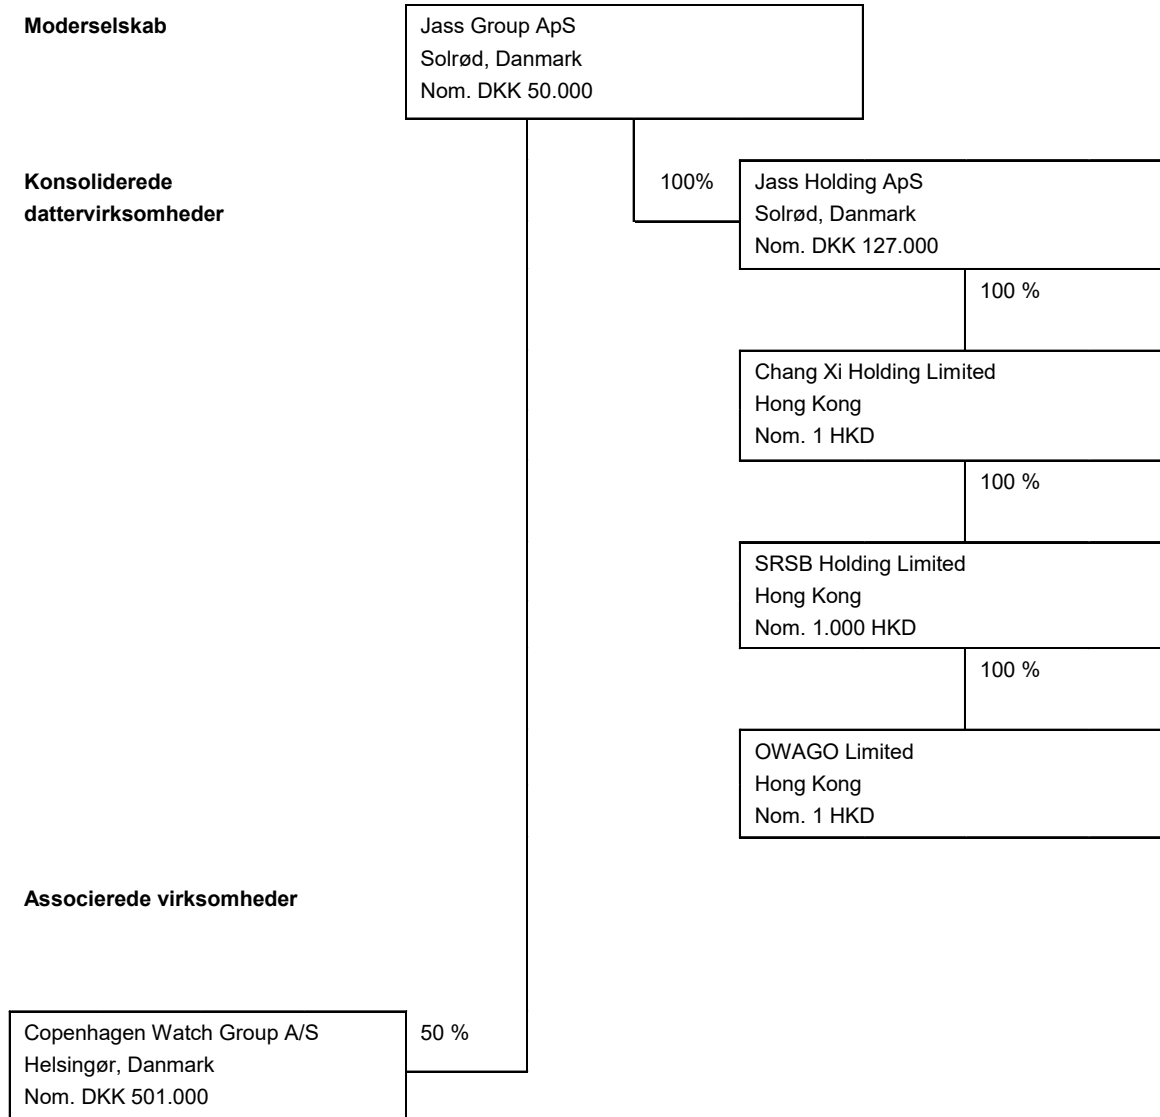 Moderselskab
Jass Group ApS
Solrød, Danmark
Nom. DKK 50.000
Konsoliderede
dattervirksomheder
100%
Jass Holding ApS
Solrød, Danmark
Nom. DKK 127.000
100 %
Chang Xi Holding Limited
Hong Kong
Nom. 1 HKD
100 %
SRSB Holding Limited
Hong Kong
Nom. 1.000 HKD
100 %
OWAGO Limited
Hong Kong
Nom. 1 HKD
Associerede virksomheder
Copenhagen Watch Group A/S
Helsingør, Danmark
Nom. DKK 501.000
50 %